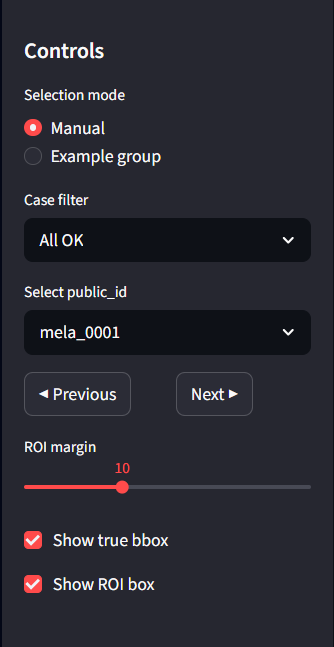 Controls
Selection mode
Manual
Example group
Case filter
All OK
Select public_id
mela_0001
◀ Previous
Next ▶
ROI margin
10
Show true bbox
Show ROI box